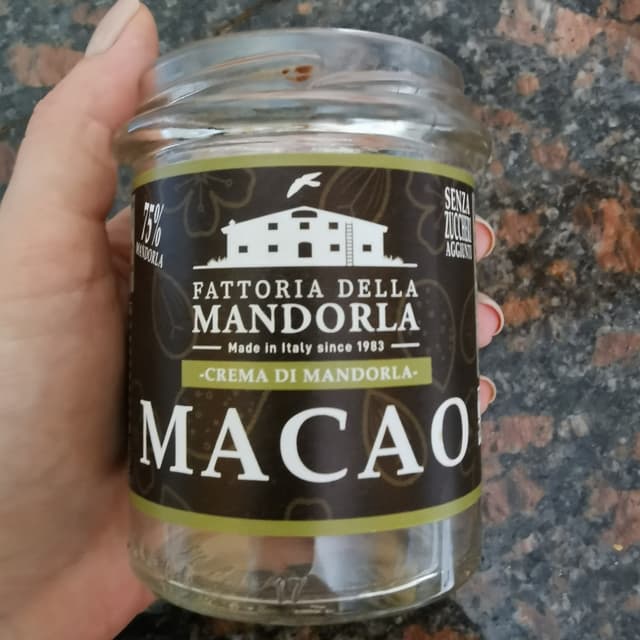 75%
MANDORLA
SENZA
ZUCCHERI
AGGIUNTI
FATTORIA DELLA
MANDORLA
Made in Italy since 1983
-CREMA DI MANDORLA-
MACAO